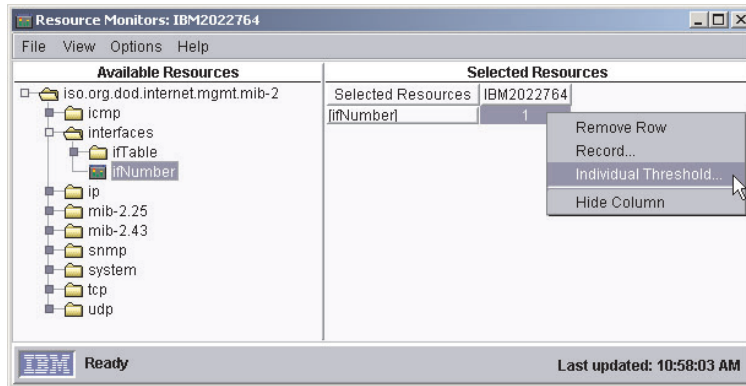 Resource Monitors: IBM2022764
File View Options Help
Available Resources
Selected Resources
iso.org.dod.internet.mgmt.mib-2
icmp
interfaces
ifTable
ifNumber
ip
mib-2.25
mib-2.43
snmp
system
tcp
udp
Selected Resources IBM2022764
[ifNumber] 1
Remove Row
Record...
Individual Threshold...
Hide Column
IBM Ready Last updated: 10:58:03 AM